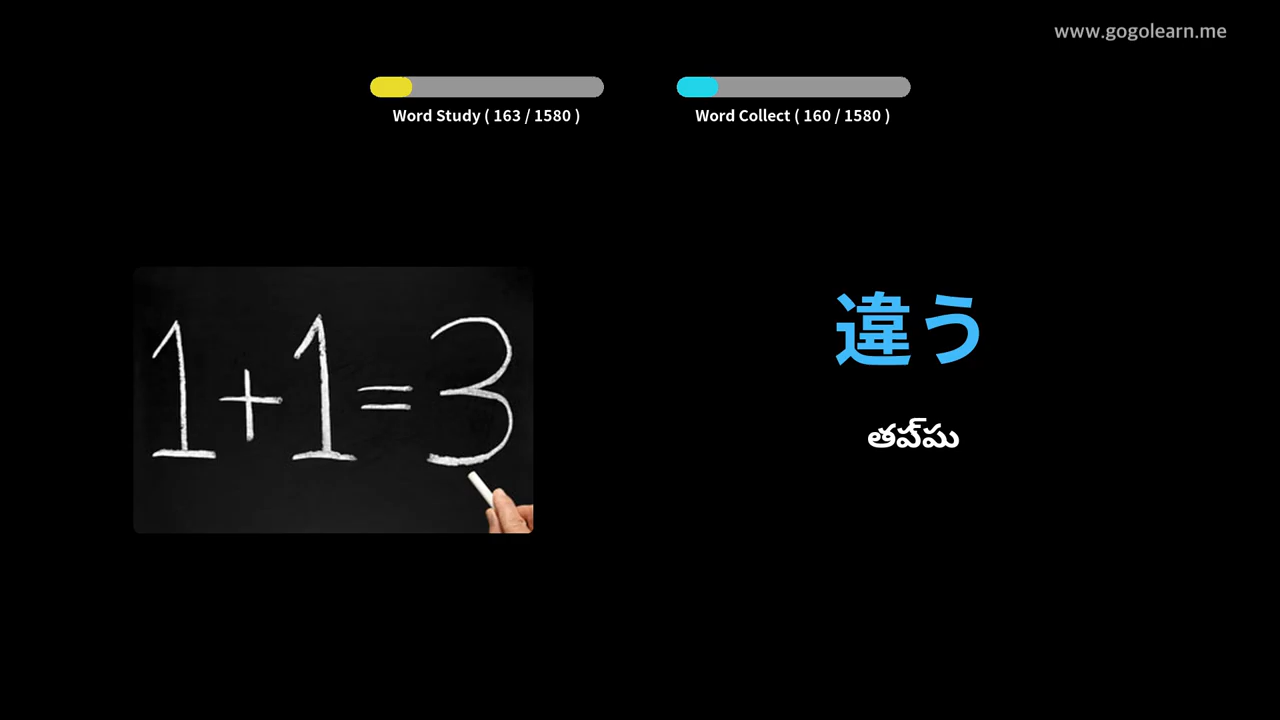 www.gogolearn.me
Word Study ( 163 / 1580 )
Word Collect ( 160 / 1580 )
1+1=3
違う
తప్పు